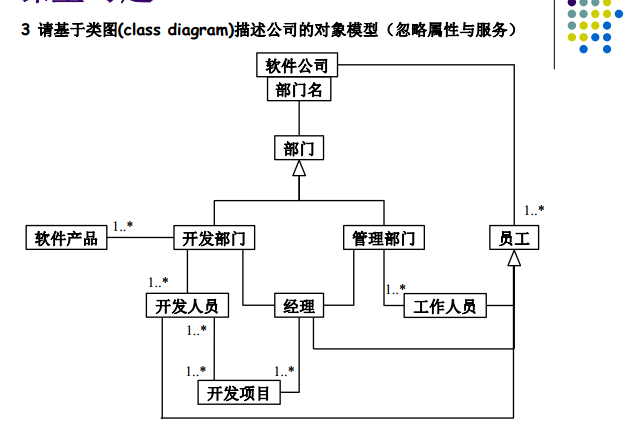 3 请基于类图(class diagram)描述公司的对象模型（忽略属性与服务）
软件公司
部门名
部门
1..*
1..*
软件产品
开发部门
管理部门
员工
1..*
1..*
开发人员
经理
工作人员
1..*
1..*
1..*
开发项目